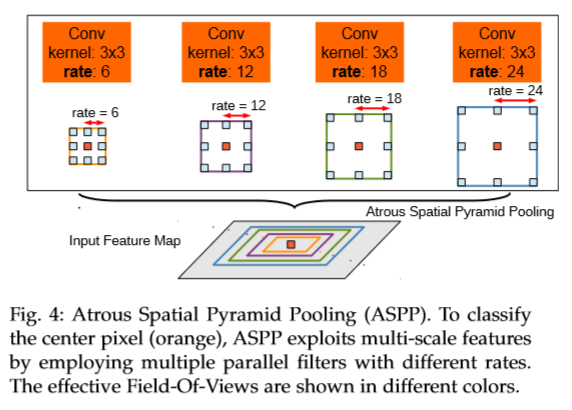 Conv
kernel: 3x3
rate: 6
Conv
kernel: 3x3
rate: 12
Conv
kernel: 3x3
rate: 18
Conv
kernel: 3x3
rate: 24
rate = 6
rate = 12
rate = 18
rate = 24
Atrous Spatial Pyramid Pooling
Input Feature Map
Fig. 4: Atrous Spatial Pyramid Pooling (ASPP). To classify
the center pixel (orange), ASPP exploits multi-scale features
by employing multiple parallel filters with different rates.
The effective Field-Of-Views are shown in different colors.